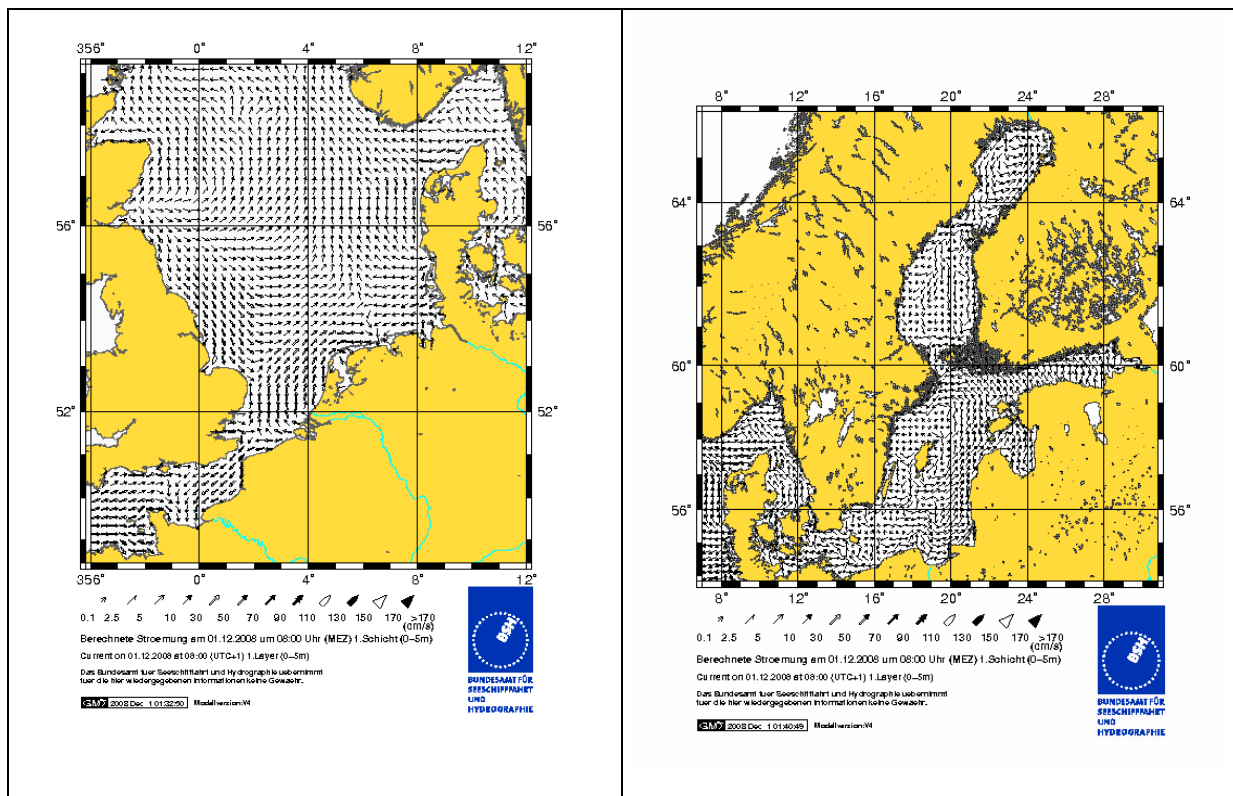 356° 0° 4° 8° 12°
56° 56°
52° 52°
356° 0° 4° 8° 12°
0.1 2.5 5 10 30 50 70 90 110 130 150 170 >170
(cm/s)
Berechnete Stroemung am 01.12.2008 um 08:00 Uhr (MEZ) 1.Schicht (0-5m)
Current on 01.12.2008 at 08:00 (UTC+1) 1.Layer (0-5m)
Das Bundesamt fuer Seeschiffahrt und Hydrographie uebernimmt
fuer die hier wiedergegebenen Informationen keine Gewaehr.
GMT 2008 Dec 1 01:32:50 Modelversion:V4
BSH
BUNDESAMT FÜR
SEESCHIFFFAHRT
UND
HYDROGRAPHIE
8° 12° 16° 20° 24° 28°
64° 64°
60° 60°
56° 56°
8° 12° 16° 20° 24° 28°
0.1 2.5 5 10 30 50 70 90 110 130 150 170 >170
(cm/s)
Berechnete Stroemung am 01.12.2008 um 08:00 Uhr (MEZ) 1.Schicht (0-5m)
Current on 01.12.2008 at 08:00 (UTC+1) 1.Layer (0-5m)
Das Bundesamt fuer Seeschiffahrt und Hydrographie uebernimmt
fuer die hier wiedergegebenen Informationen keine Gewaehr.
GMT 2008 Dec 1 01:40:49 Modelversion:V4
BSH
BUNDESAMT FÜR
SEESCHIFFFAHRT
UND
HYDROGRAPHIE